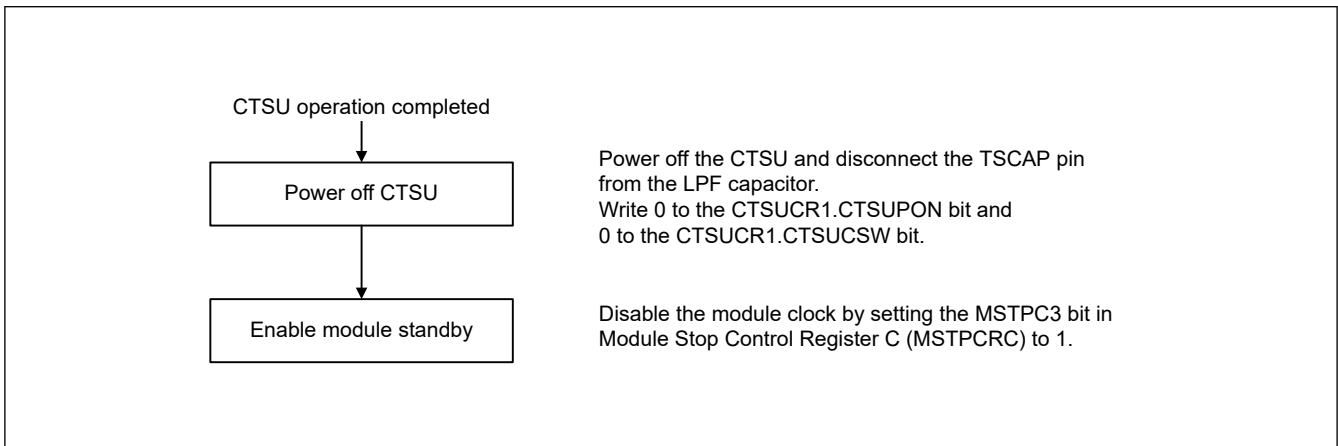 CTSU operation completed
Power off CTSU
Power off the CTSU and disconnect the TSCAP pin
from the LPF capacitor.
Write 0 to the CTSUCR1.CTSUPON bit and
0 to the CTSUCR1.CTSUCSW bit.
Enable module standby
Disable the module clock by setting the MSTPC3 bit in
Module Stop Control Register C (MSTPCRC) to 1.